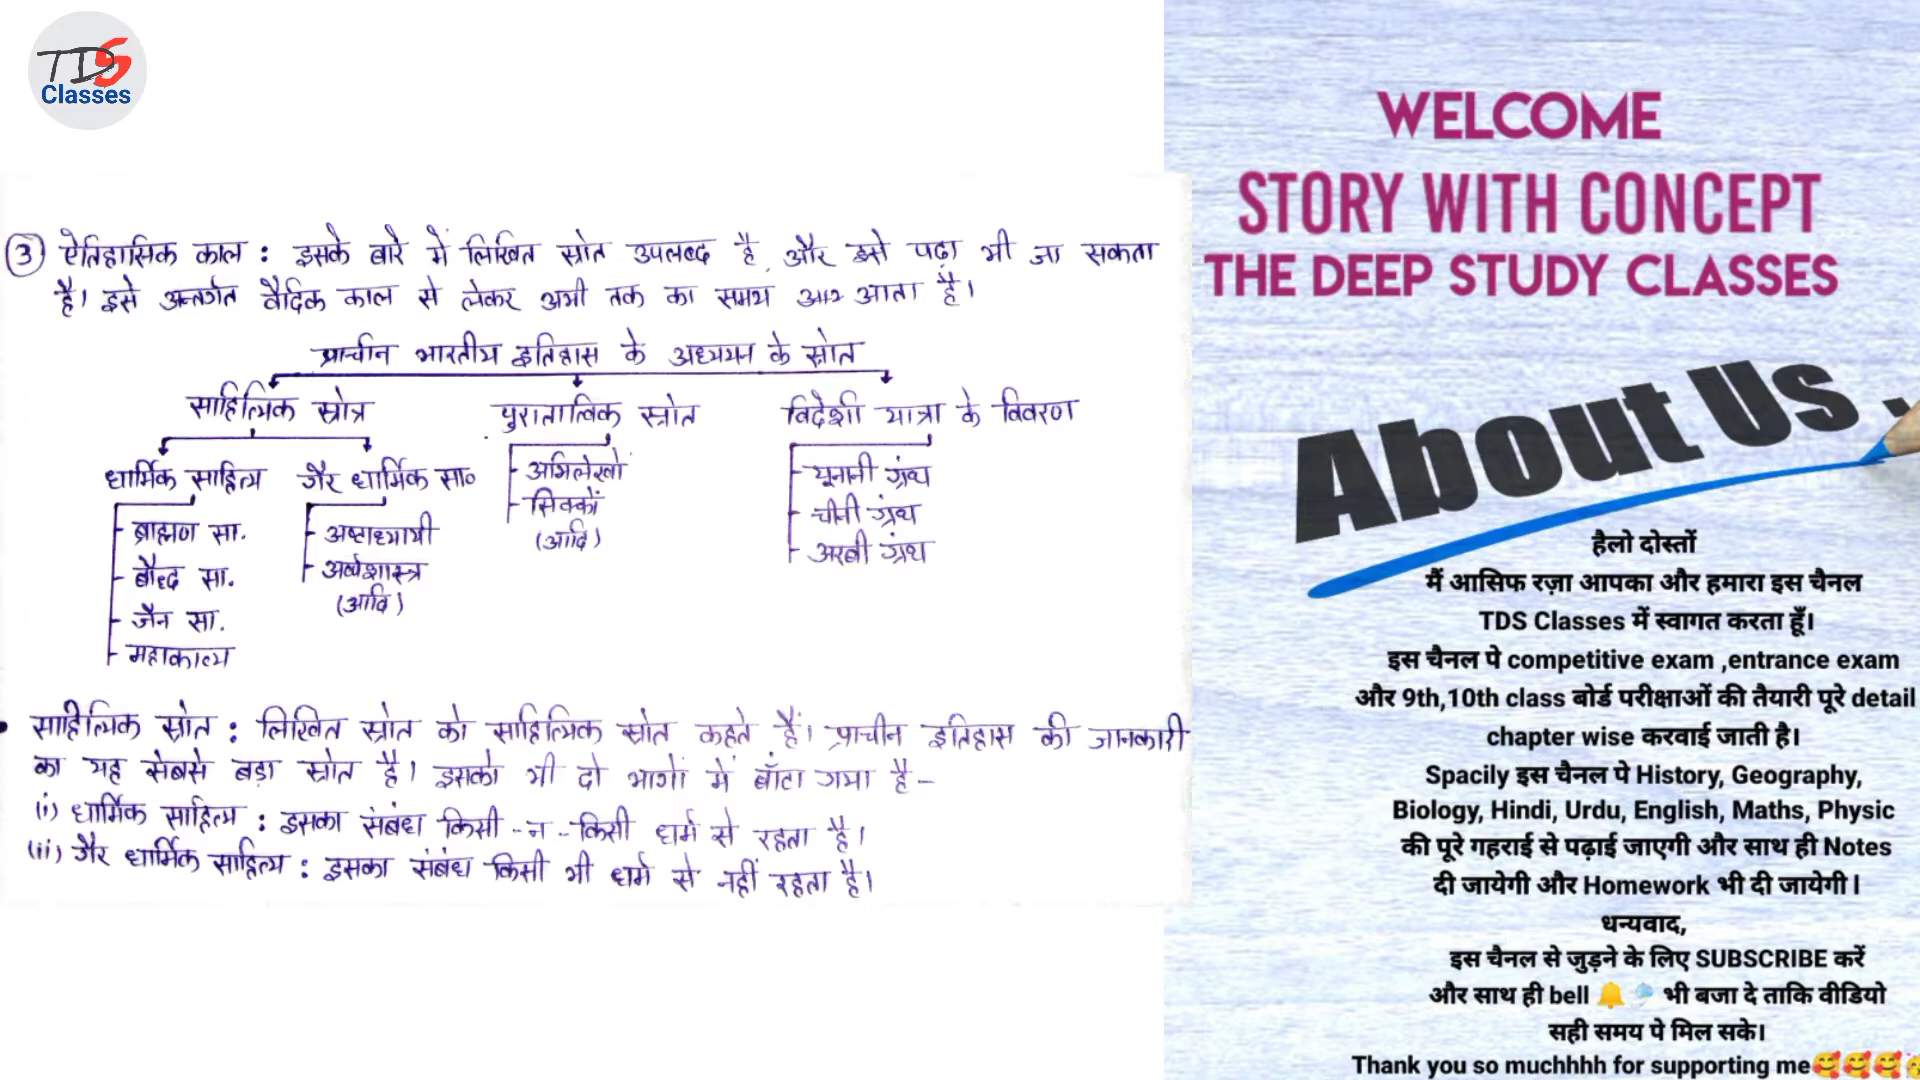 TDS
Classes
③ ऐतिहासिक काल : इसके बारे में लिखित स्रोत उपलब्द है और इसे पढ़ा भी जा सकता
है। इसे अन्तर्गत वैदिक काल से लेकर अभी तक का समय आता है।
प्राचीन भारतीय इतिहास के अध्ययन के स्रोत
साहित्यिक स्रोत्र
पुरातात्विक स्रोत
विदेशी यात्रा के विवरण
धार्मिक साहित्य
गैर धार्मिक सा०
ब्राह्मण सा.
बौद्ध सा.
जैन सा.
महाकाव्य
अष्टाध्यायी
अर्थशास्त्र
(आदि)
अभिलेखों
सिक्कों
(आदि)
यूनानी ग्रंथ
चीनी ग्रंथ
अरबी ग्रंथ
• साहित्यिक स्रोत : लिखित स्रोत को साहित्यिक स्रोत कहते हैं। प्राचीन इतिहास की जानकारी
का यह सबसे बड़ा स्रोत है। इसको भी दो भागों में बाँटा गया है–
(i) धार्मिक साहित्य : इसका संबंध किसी-न-किसी धर्म से रहता है।
(ii) गैर धार्मिक साहित्य : इसका संबंध किसी भी धर्म से नहीं रहता है।
WELCOME
STORY WITH CONCEPT
THE DEEP STUDY CLASSES
About Us
हैलो दोस्तों
मैं आसिफ रज़ा आपका और हमारा इस चैनल
TDS Classes में स्वागत करता हूँ।
इस चैनल पे competitive exam ,entrance exam
और 9th,10th class बोर्ड परीक्षाओं की तैयारी पूरे detail
chapter wise करवाई जाती है।
Spacily इस चैनल पे History, Geography,
Biology, Hindi, Urdu, English, Maths, Physic
की पूरे गहराई से पढ़ाई जाएगी और साथ ही Notes
दी जायेगी और Homework भी दी जायेगी।
धन्यवाद,
इस चैनल से जुड़ने के लिए SUBSCRIBE करें
और साथ ही bell 🔔 भी बजा दे ताकि वीडियो
सही समय पे मिल सके।
Thank you so muchhhh for supporting me🥰🥰🥰